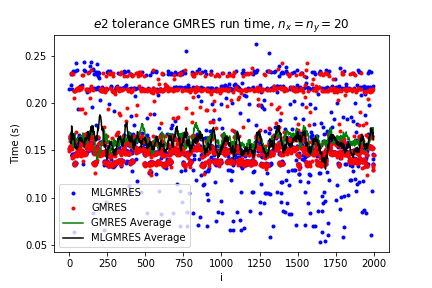 e2 tolerance GMRES run time, n_x = n_y = 20
Time (s)
0.25
0.20
0.15
0.10
0.05
MLGMRES
GMRES
GMRES Average
MLGMRES Average
0 250 500 750 1000 1250 1500 1750 2000
i